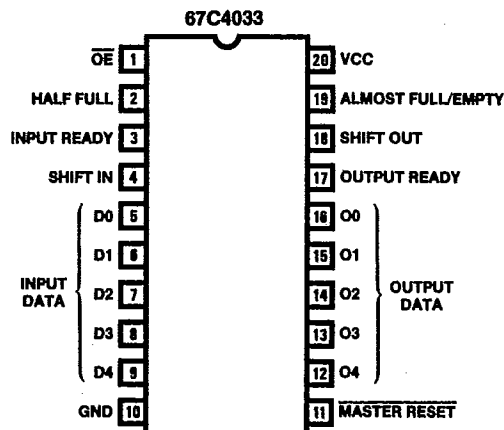 67C4033
OE 1 20 VCC
HALF FULL 2 19 ALMOST FULL/EMPTY
INPUT READY 3 18 SHIFT OUT
SHIFT IN 4 17 OUTPUT READY
D0 5 16 O0
D1 6 15 O1
INPUT DATA
D2 7 14 O2
OUTPUT DATA
D3 8 13 O3
D4 9 12 O4
GND 10 11 MASTER RESET